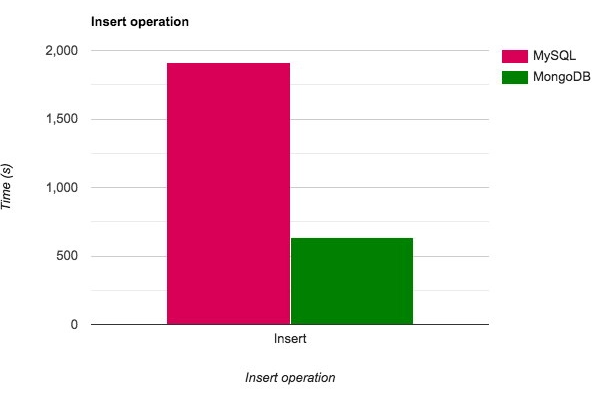 Insert operation
2,000
1,500
1,000
500
0
Time (s)
Insert
Insert operation
MySQL
MongoDB